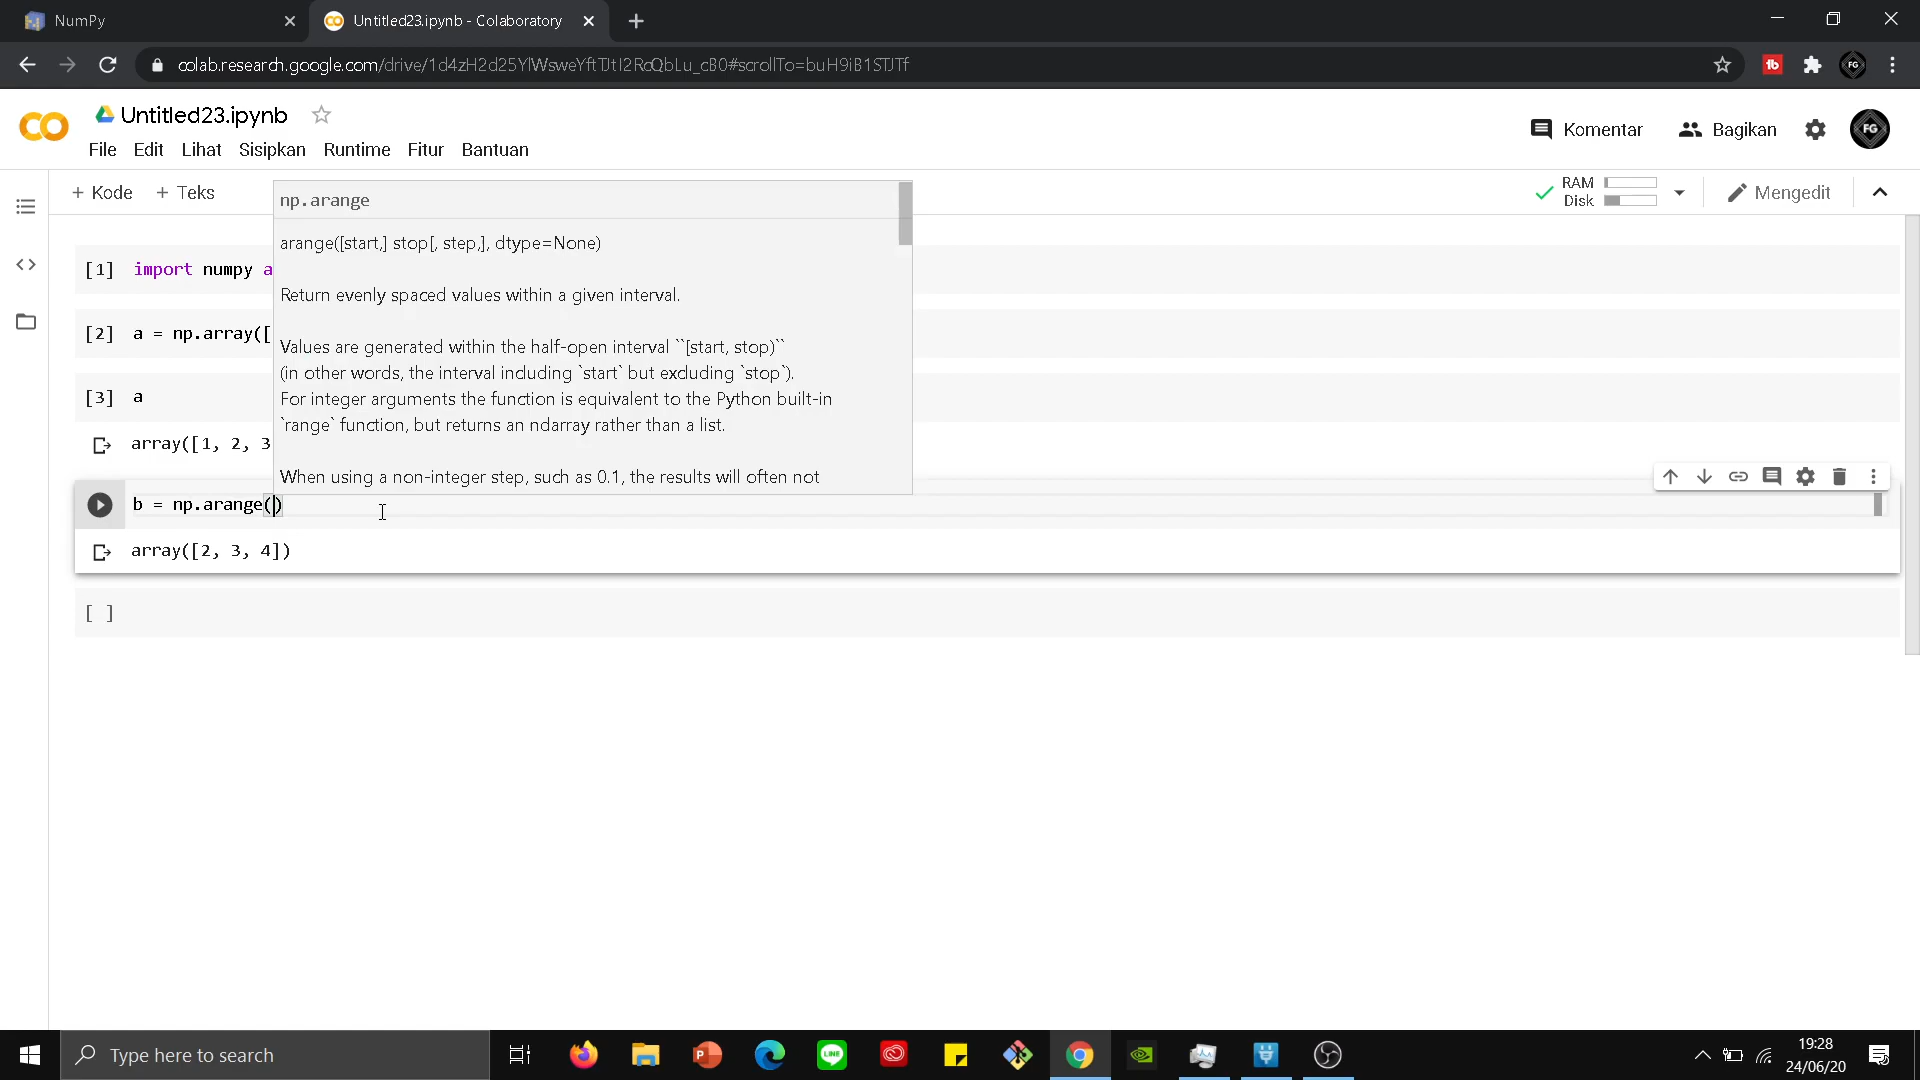 NumPy
Untitled23.ipynb - Colaboratory
colab.research.google.com/drive/1d4zH2d25YlWsweYftTJtI2RoQbLu_cB0#scrollTo=buH9iB1STJTf
Untitled23.ipynb
File Edit Lihat Sisipkan Runtime Fitur Bantuan
Komentar
Bagikan
FG
+ Kode + Teks
RAM
Disk
Mengedit
np.arange
arange([start,] stop[, step,], dtype=None)
Return evenly spaced values within a given interval.
Values are generated within the half-open interval ``[start, stop)``
(in other words, the interval including `start` but excluding `stop`).
For integer arguments the function is equivalent to the Python built-in
`range` function, but returns an ndarray rather than a list.
When using a non-integer step, such as 0.1, the results will often not
[1] import numpy a
[2] a = np.array([
[3] a
array([1, 2, 3
b = np.arange()
array([2, 3, 4])
[ ]
Type here to search
19:28
24/06/20